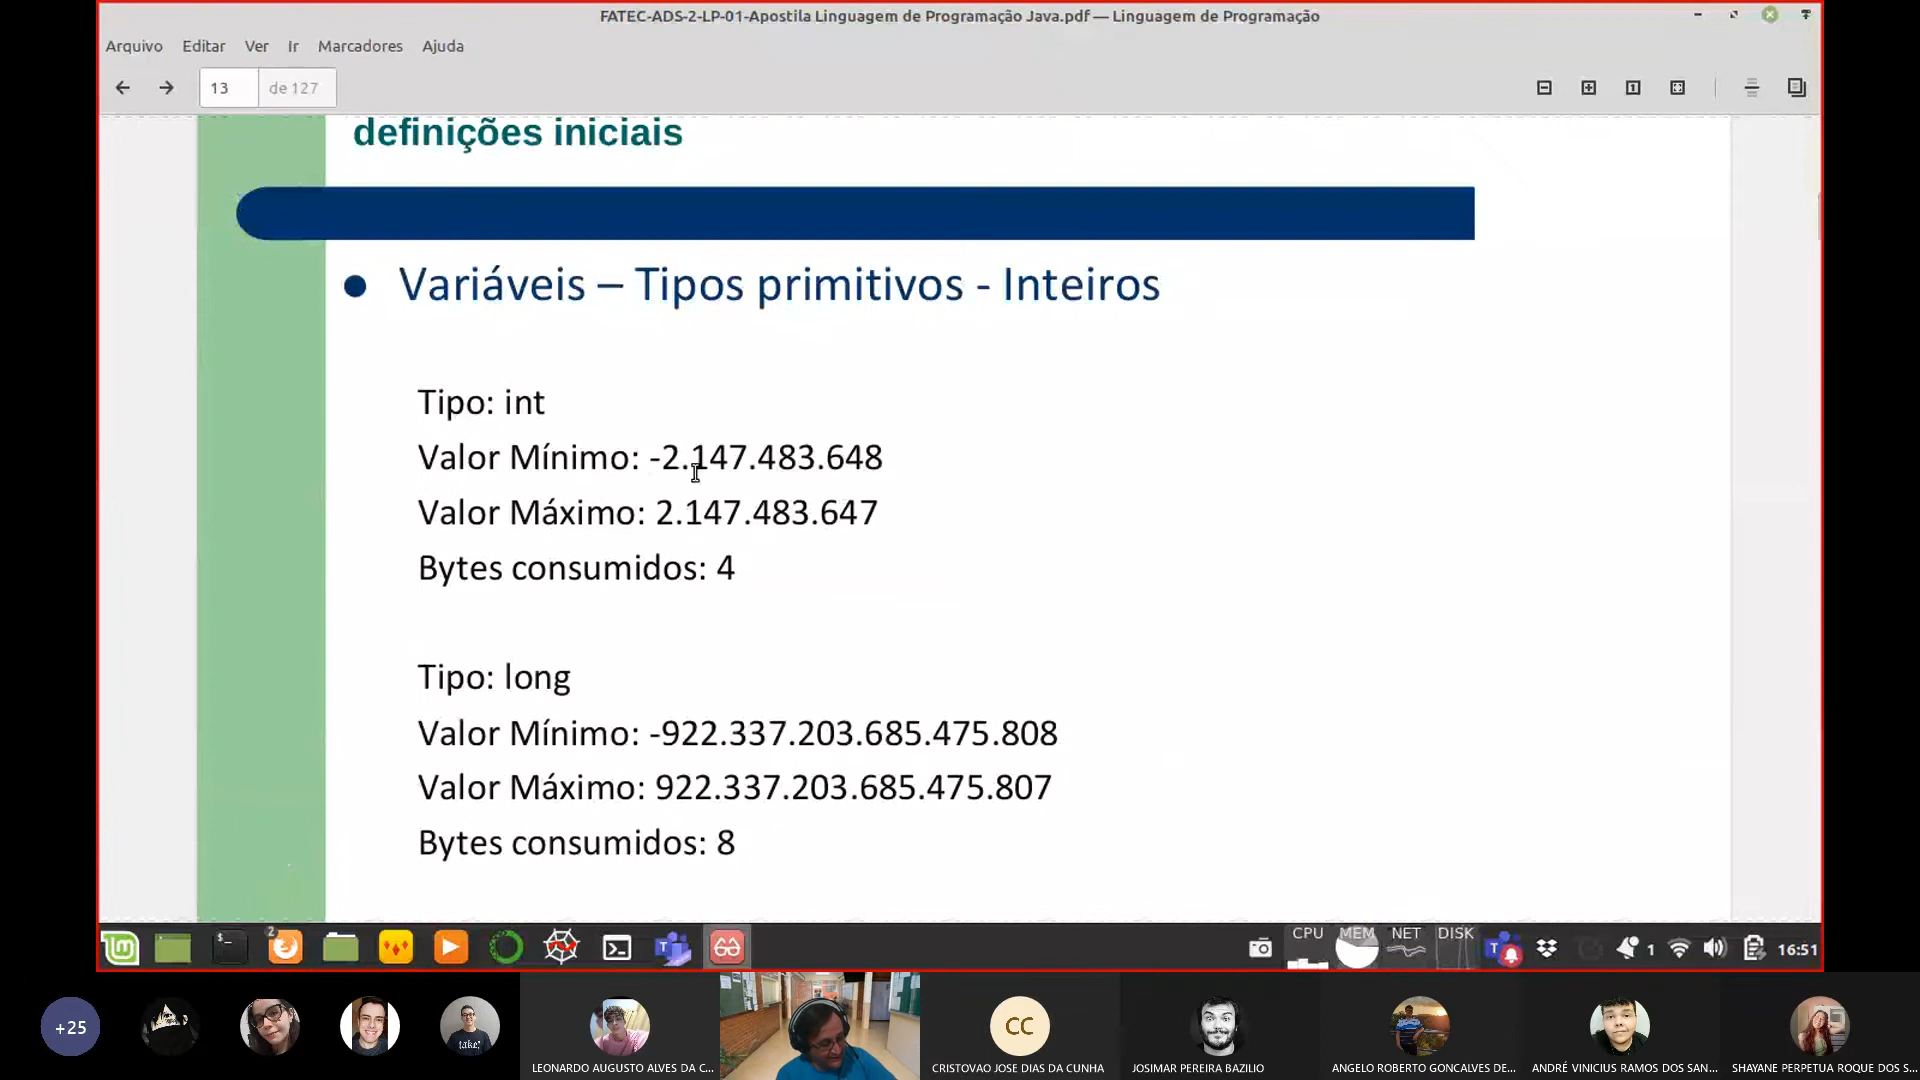 FATEC-ADS-2-LP-01-Apostila Linguagem de Programação Java.pdf — Linguagem de Programação
Arquivo Editar Ver Ir Marcadores Ajuda
13 de 127
definições iniciais
Variáveis – Tipos primitivos - Inteiros
Tipo: int
Valor Mínimo: -2.147.483.648
Valor Máximo: 2.147.483.647
Bytes consumidos: 4
Tipo: long
Valor Mínimo: -922.337.203.685.475.808
Valor Máximo: 922.337.203.685.475.807
Bytes consumidos: 8
2
CPU MEM NET DISK
1
16:51
+25
take?
CC
LEONARDO AUGUSTO ALVES DA C...
CRISTOVAO JOSE DIAS DA CUNHA
JOSIMAR PEREIRA BAZILIO
ANGELO ROBERTO GONCALVES DE...
ANDRÉ VINICIUS RAMOS DOS SAN...
SHAYANE PERPETUA ROQUE DOS S...